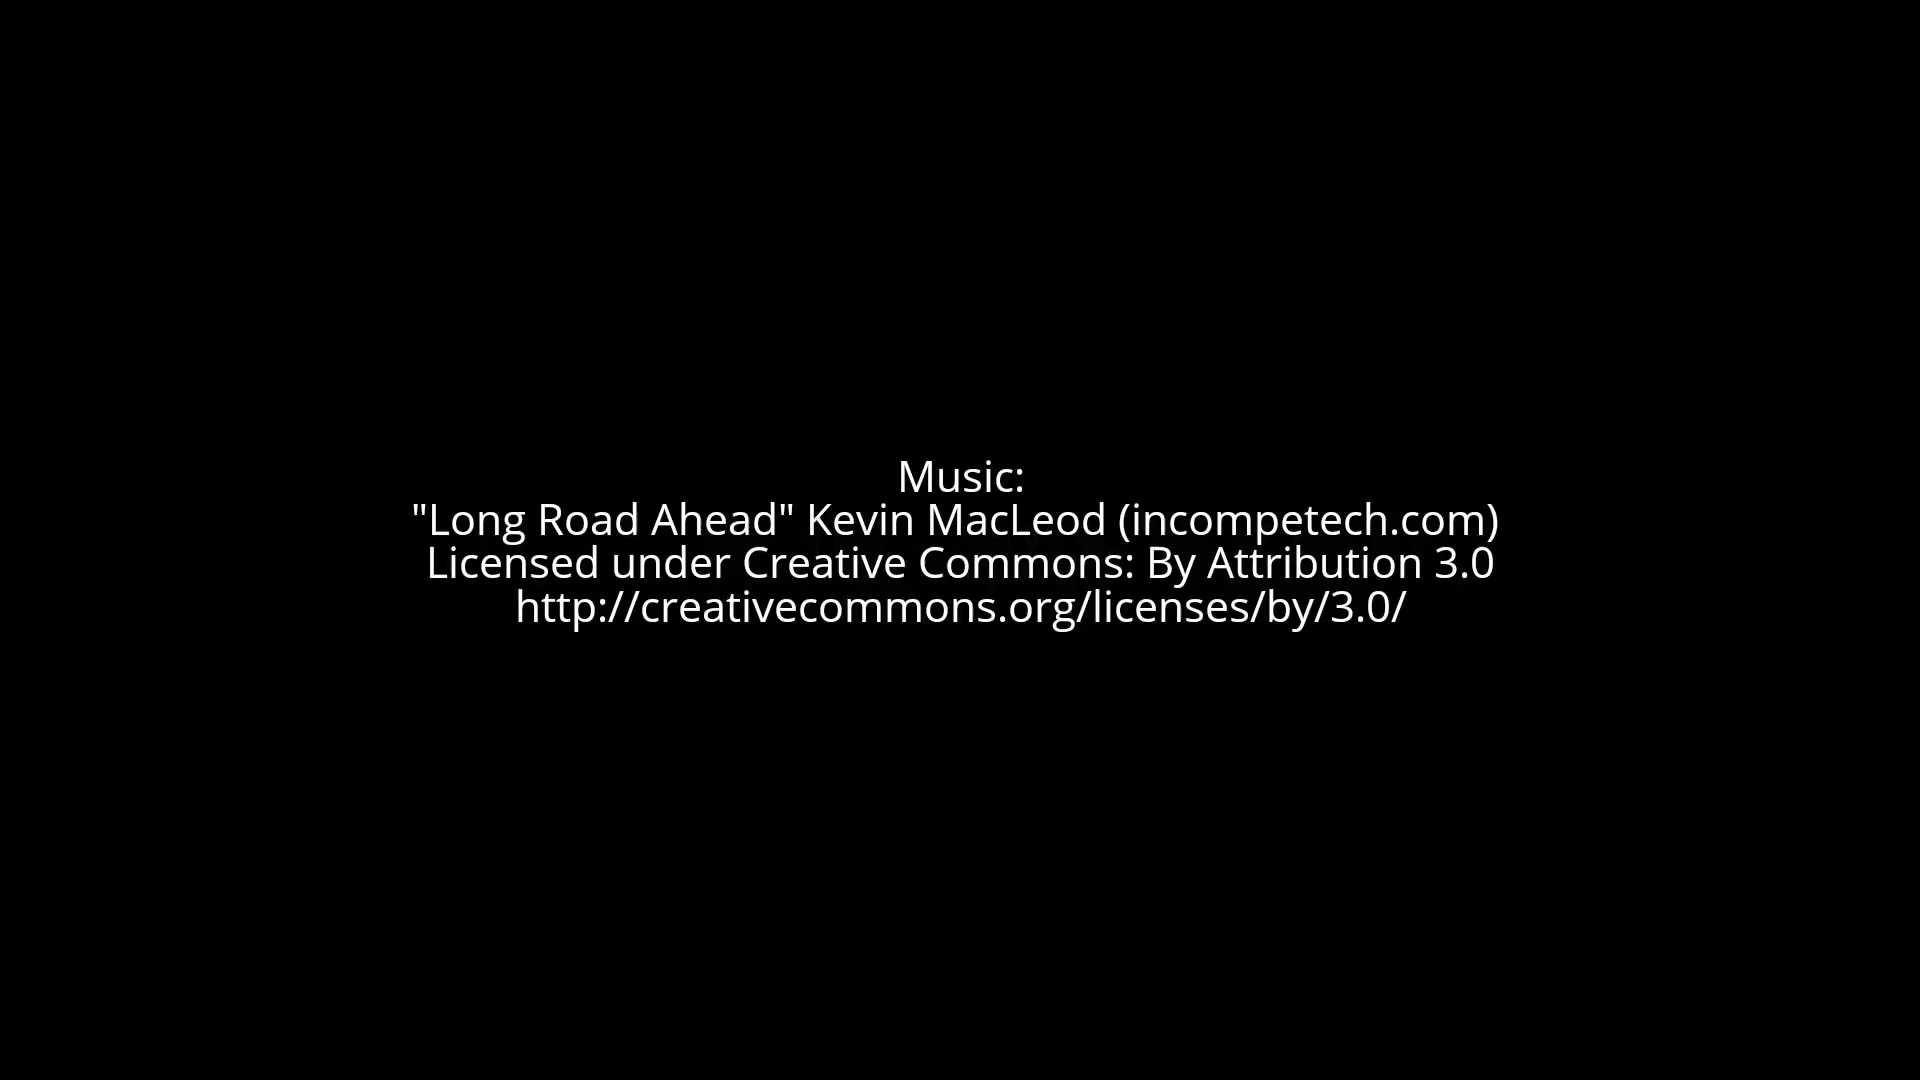 Music:
"Long Road Ahead" Kevin MacLeod (incompetech.com)
Licensed under Creative Commons: By Attribution 3.0
http://creativecommons.org/licenses/by/3.0/